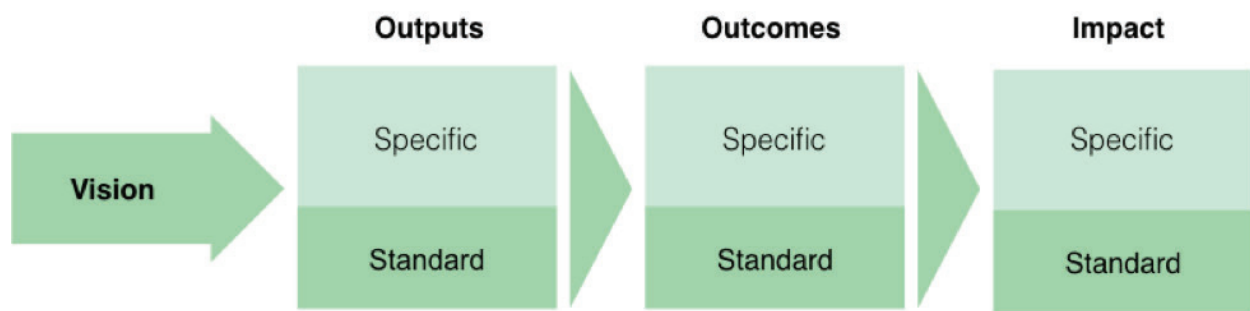 Outputs
Outcomes
Impact
Vision
Specific
Specific
Specific
Standard
Standard
Standard